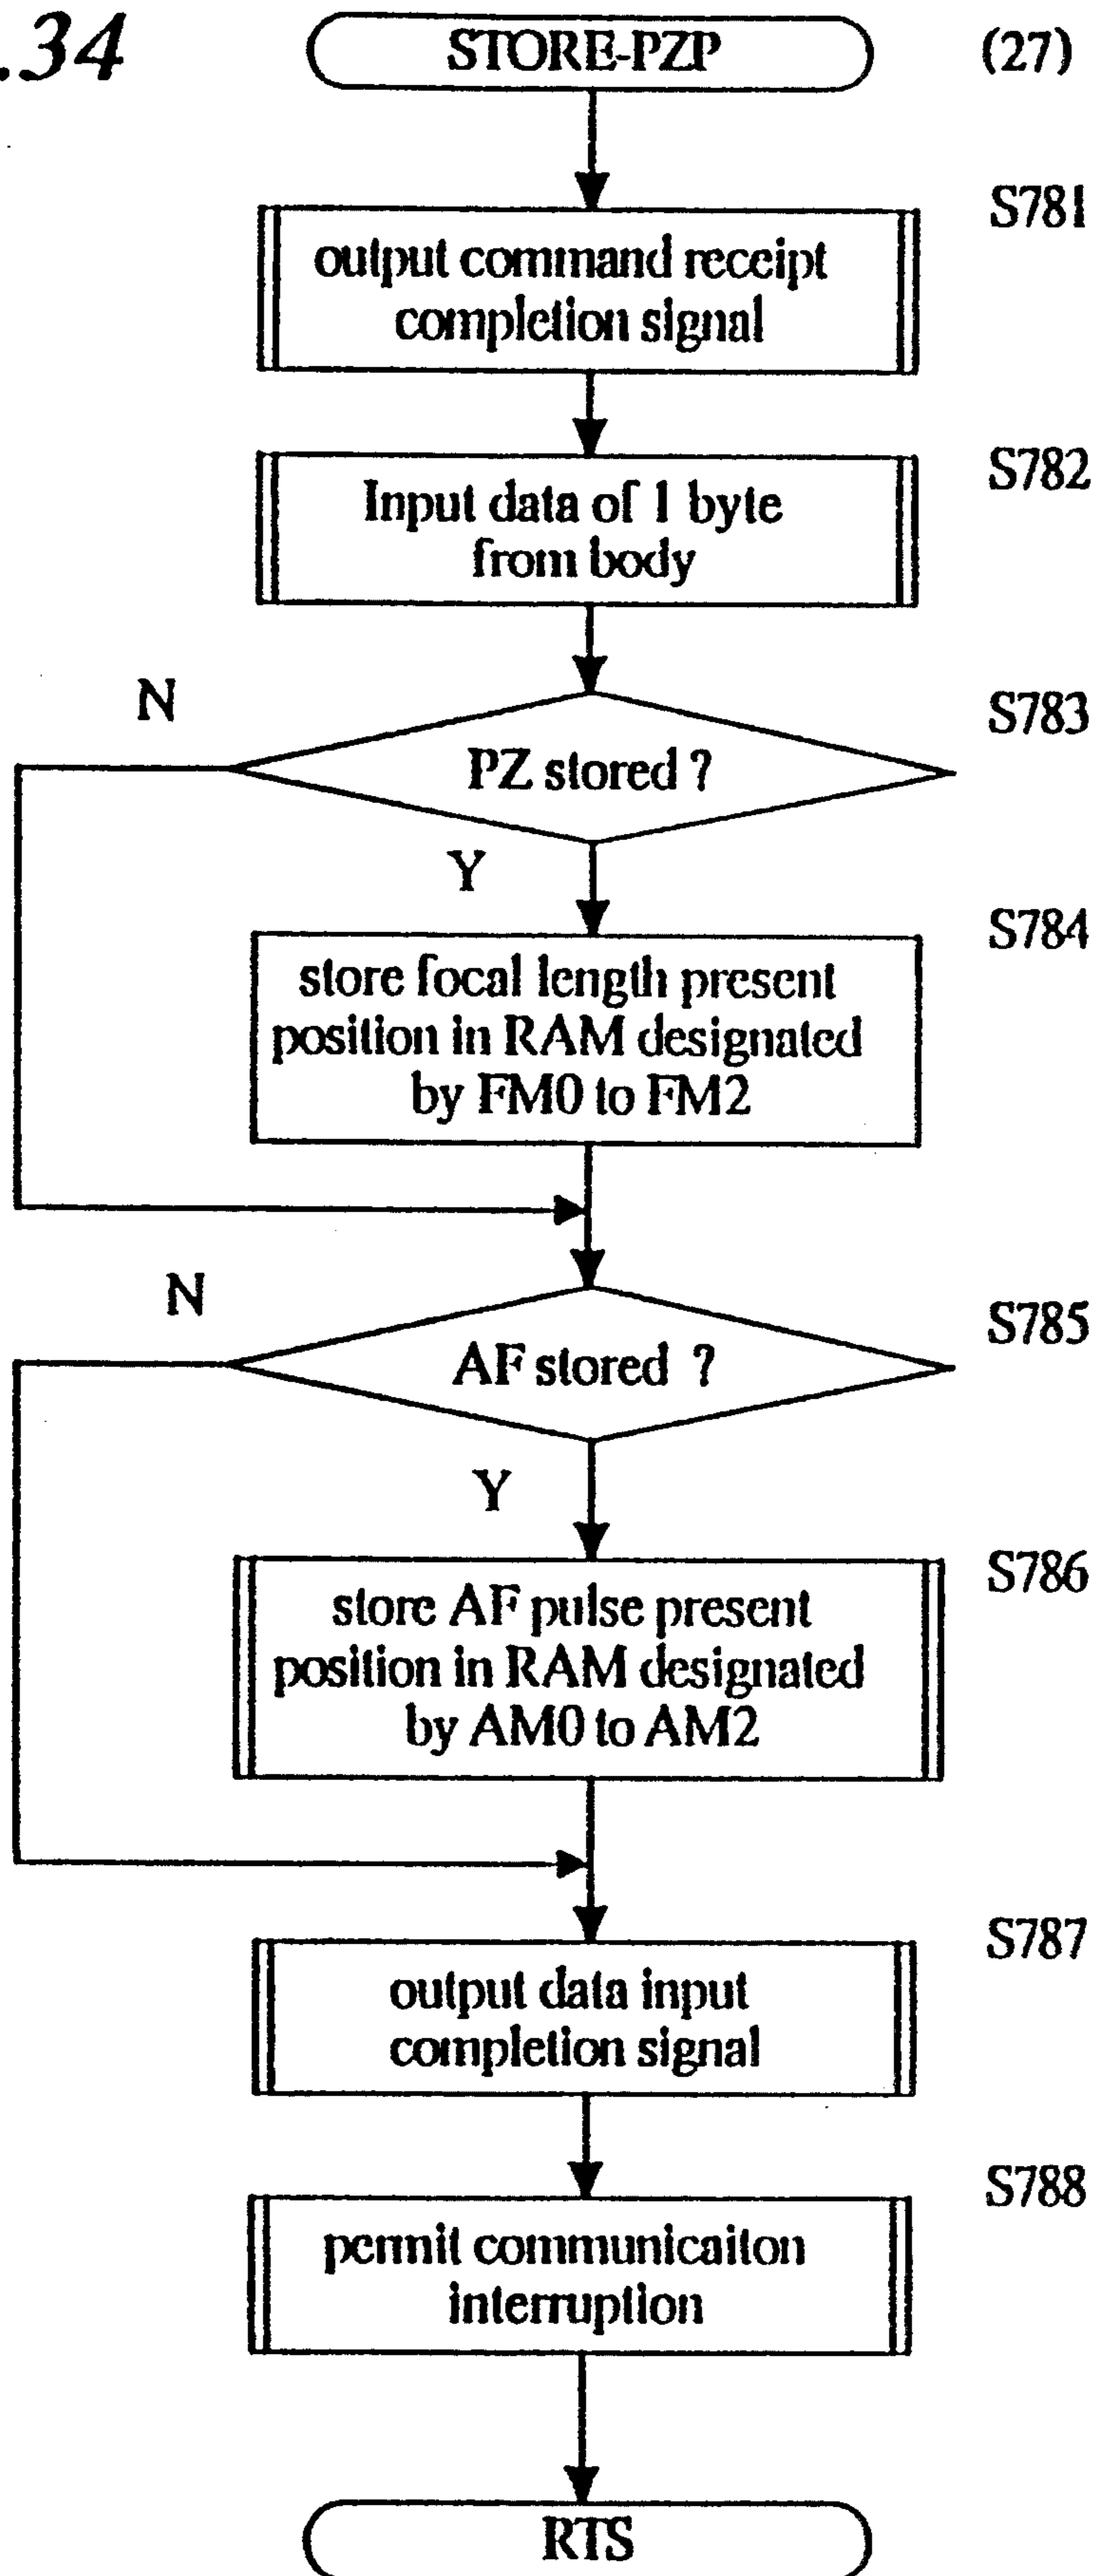 .34
STORE-PZP
(27)
S781
output command receipt
completion signal
S782
Input data of 1 byte
from body
N
S783
PZ stored ?
Y
S784
store focal length present
position in RAM designated
by FM0 to FM2
N
S785
AF stored ?
Y
S786
store AF pulse present
position in RAM designated
by AM0 to AM2
S787
output data input
completion signal
S788
permit communicaiton
interruption
RTS